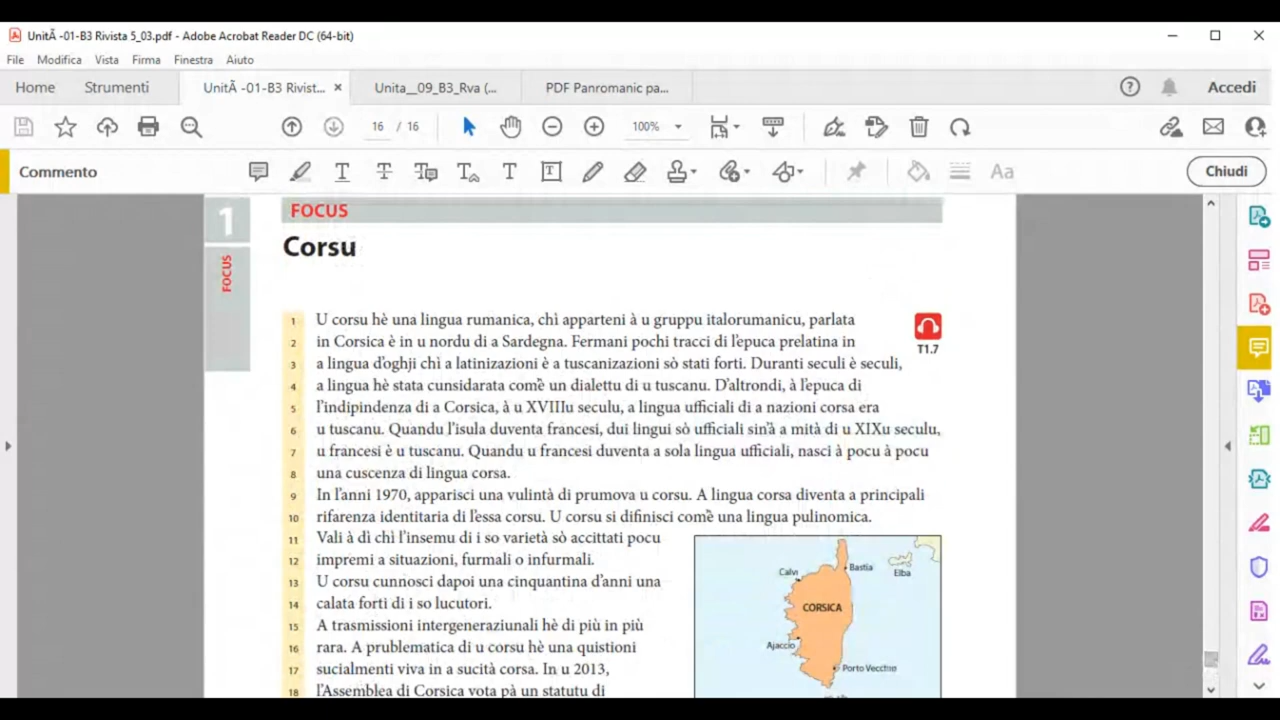 UnitÃ -01-B3 Rivista 5_03.pdf - Adobe Acrobat Reader DC (64-bit)
File Modifica Vista Firma Finestra Aiuto
Home Strumenti UnitÃ -01-B3 Rivist... × Unita__09_B3_Rva (... PDF Panromanic pa... Accedi
16 / 16 100%
Commento Aa Chiudi
1 FOCUS
Corsu
FOCUS
1 U corsu hè una lingua rumanica, chì apparteni à u gruppu italorumanicu, parlata
2 in Corsica è in u nordu di a Sardegna. Fermani pochi tracci di l'epuca prelatina in
3 a lingua d'oghji chì a latinizazioni è a tuscanizazioni sò stati forti. Duranti seculi è seculi,
4 a lingua hè stata cunsidarata com'è un dialettu di u tuscanu. D'altrondi, à l'epuca di
5 l'indipindenza di a Corsica, à u XVIIIu seculu, a lingua ufficiali di a nazioni corsa era
6 u tuscanu. Quandu l'isula duventa francesi, dui lingui sò ufficiali sin'à a mità di u XIXu seculu,
7 u francesi è u tuscanu. Quandu u francesi duventa a sola lingua ufficiali, nasci à pocu à pocu
8 una cuscenza di lingua corsa.
9 In l'anni 1970, apparisci una vulintà di prumova u corsu. A lingua corsa diventa a principali
10 rifarenza identitaria di l'essa corsu. U corsu si difinisci com'è una lingua pulinomica.
11 Vali à dì chì l'insemu di i so varietà sò accittati pocu
12 impremi a situazioni, furmali o infurmali.
13 U corsu cunnosci dapoi una cinquantina d'anni una
14 calata forti di i so lucutori.
15 A trasmissioni intergeneraziunali hè di più in più
16 rara. A problematica di u corsu hè una quistioni
17 sucialmenti viva in a sucità corsa. In u 2013,
18 l'Assemblea di Corsica vota pà un statutu di
T1.7
Calvi
Bastia
Elba
CORSICA
Ajaccio
Porto Vecchio